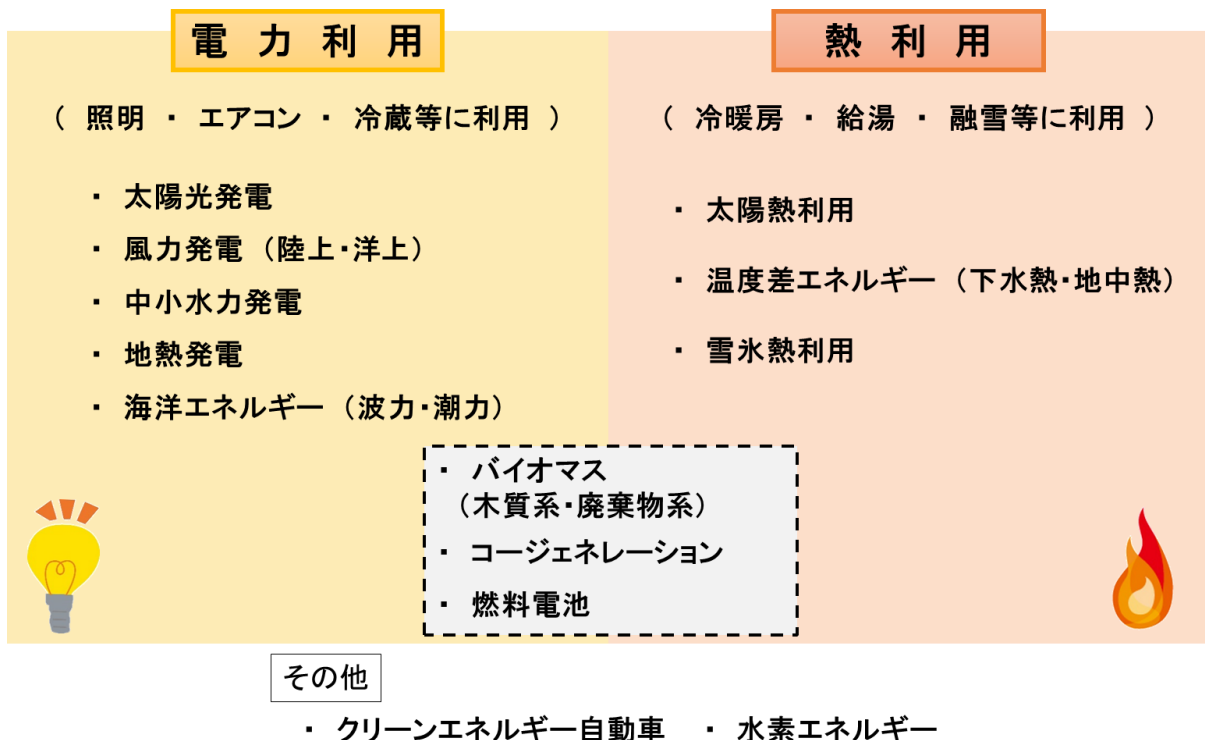 電力利用
（ 照明 ・ エアコン ・ 冷蔵等に利用 ）
・ 太陽光発電
・ 風力発電（陸上・洋上）
・ 中小水力発電
・ 地熱発電
・ 海洋エネルギー（波力・潮力）
熱利用
（ 冷暖房 ・ 給湯 ・ 融雪等に利用 ）
・ 太陽熱利用
・ 温度差エネルギー（下水熱・地中熱）
・ 雪氷熱利用
・ バイオマス
（木質系・廃棄物系）
・ コージェネレーション
・ 燃料電池
その他
・ クリーンエネルギー自動車 ・ 水素エネルギー